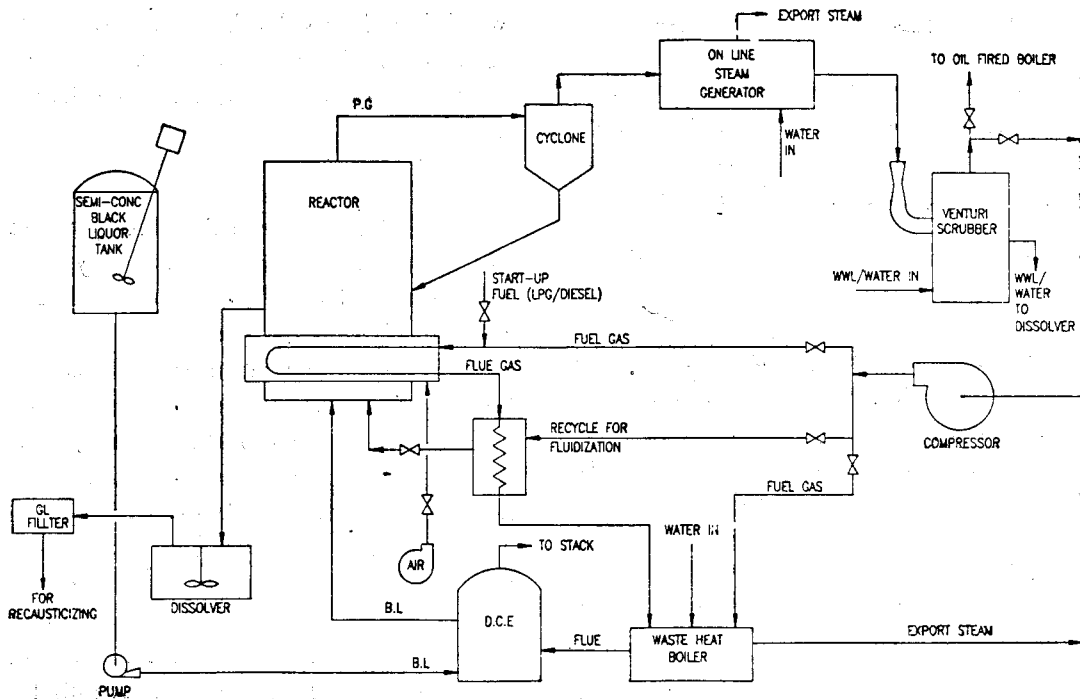 EXPORT STEAM
ON LINE
STEAM
GENERATOR
TO OIL FIRED BOILER
P.G
CYCLONE
WATER
IN
SEMI-CONC
BLACK
LIQUOR
TANK
REACTOR
VENTURI
SCRUBBER
START-UP
FUEL (LPG/DIESEL)
WWL/WATER IN
WWL/
WATER
TO
DISSOLVER
FUEL GAS
FLUE GAS
RECYCLE FOR
FLUIDIZATION
COMPRESSOR
FUEL GAS
GL
FILLTER
WATER IN
TO STACK
AIR
FOR
RECAUSTICIZING
DISSOLVER
B.L
D.C.E
FLUE
WASTE HEAT
BOILER
EXPORT STEAM
B.L
PUMP